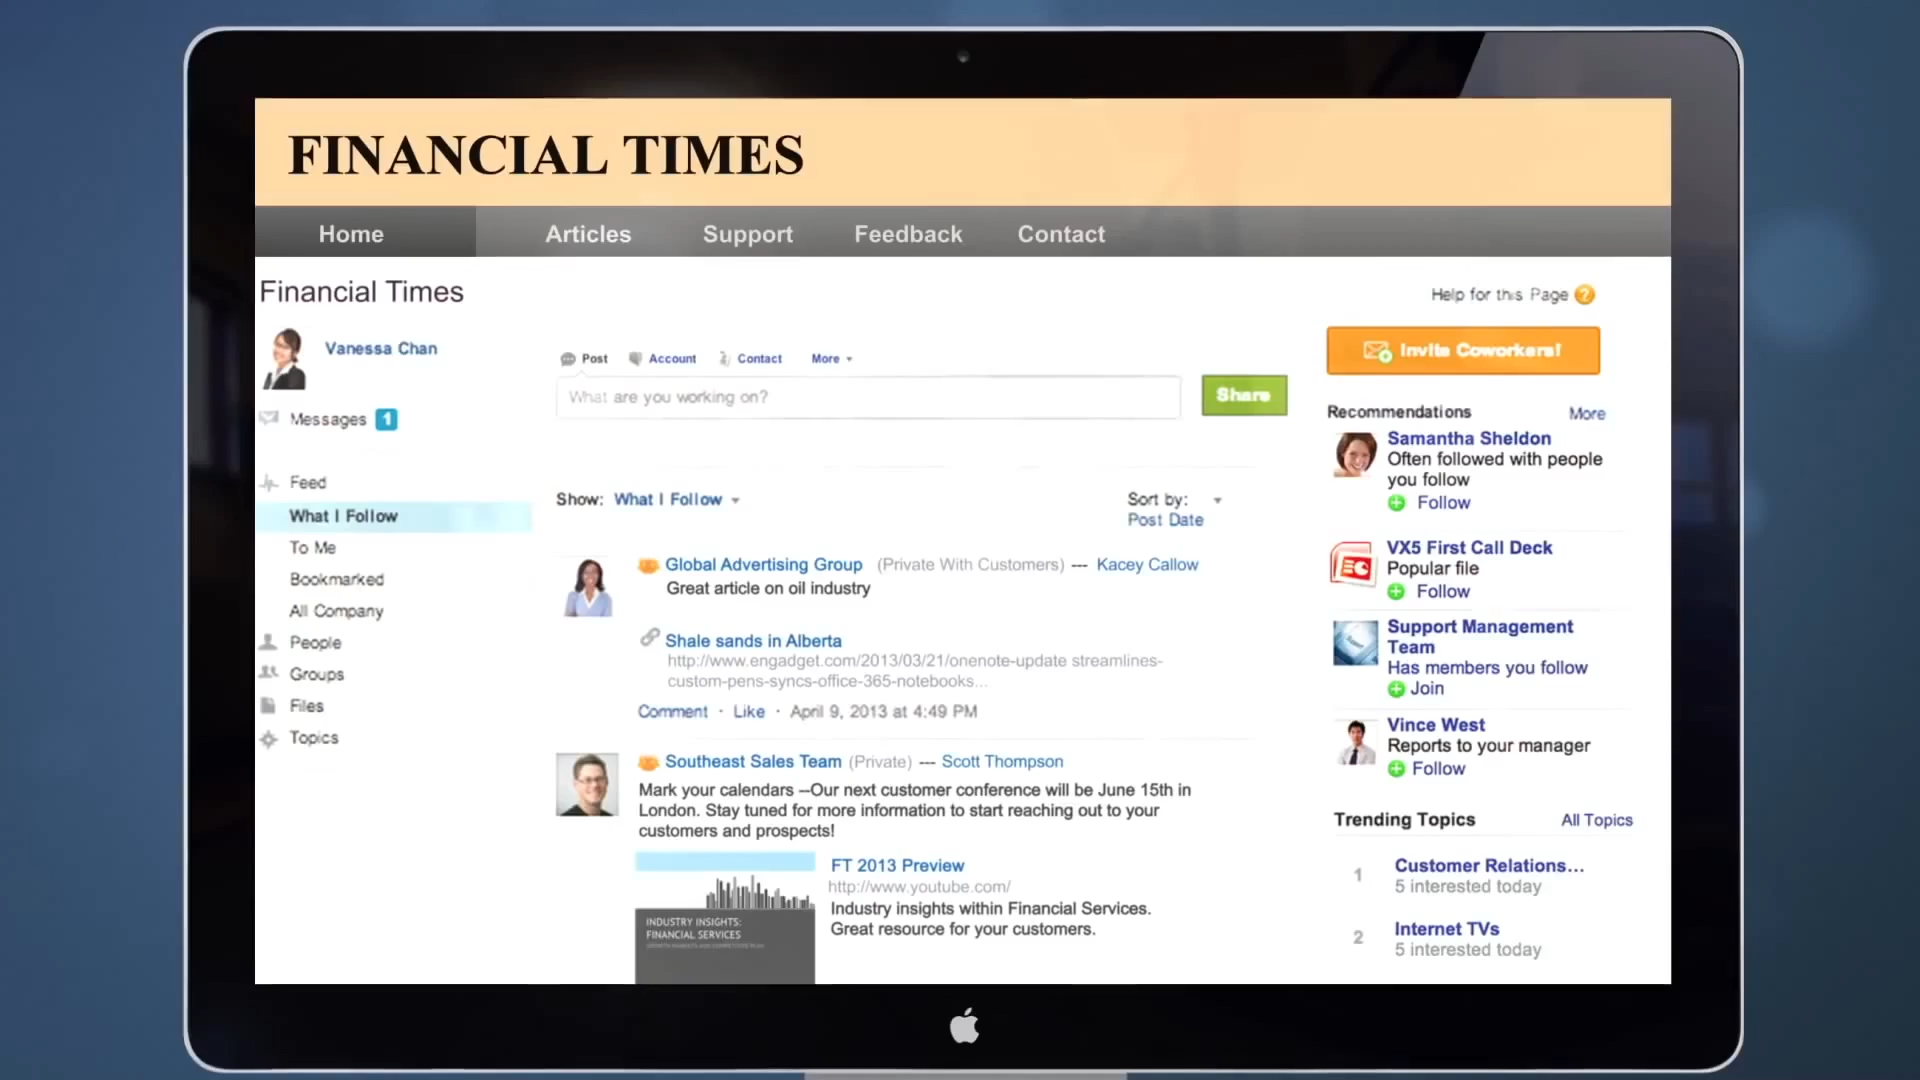 FINANCIAL TIMES
Home Articles Support Feedback Contact
Financial Times
Help for this Page ?
Vanessa Chan
Post Account Contact More
Invite Coworkers!
What are you working on?
Share
Messages 1
Recommendations More
Samantha Sheldon
Often followed with people
you follow
Follow
Feed
What I Follow
To Me
Bookmarked
All Company
People
Groups
Files
Topics
Show: What I Follow
Sort by:
Post Date
Global Advertising Group (Private With Customers) --- Kacey Callow
Great article on oil industry
Shale sands in Alberta
http://www.engadget.com/2013/03/21/onenote-update streamlines-
custom-pens-syncs-office-365-notebooks...
Comment · Like · April 9, 2013 at 4:49 PM
Southeast Sales Team (Private) --- Scott Thompson
Mark your calendars --Our next customer conference will be June 15th in
London. Stay tuned for more information to start reaching out to your
customers and prospects!
FT 2013 Preview
http://www.youtube.com/
Industry insights within Financial Services.
Great resource for your customers.
INDUSTRY INSIGHTS:
FINANCIAL SERVICES
VX5 First Call Deck
Popular file
Follow
Support Management
Team
Has members you follow
Join
Vince West
Reports to your manager
Follow
Trending Topics All Topics
1 Customer Relations...
5 interested today
2 Internet TVs
5 interested today